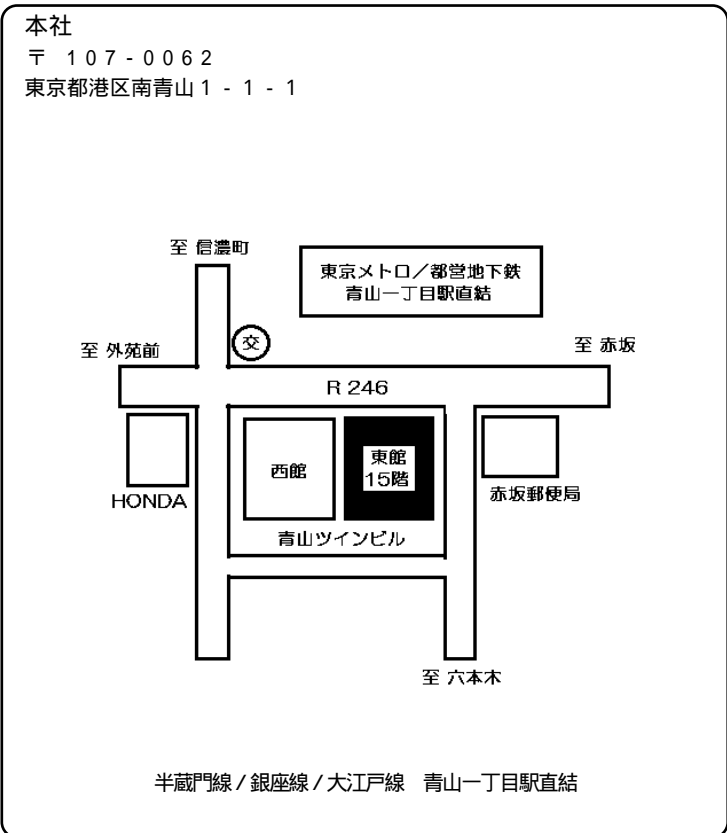 本社
〒 １０７-００６２
東京都港区南青山１-１-１
至 信濃町
東京メトロ／都営地下鉄
青山一丁目駅直結
交
至 外苑前
至 赤坂
R 246
西館
東館
15階
HONDA
赤坂郵便局
青山ツインビル
至 六本木
半蔵門線 / 銀座線 / 大江戸線　青山一丁目駅直結